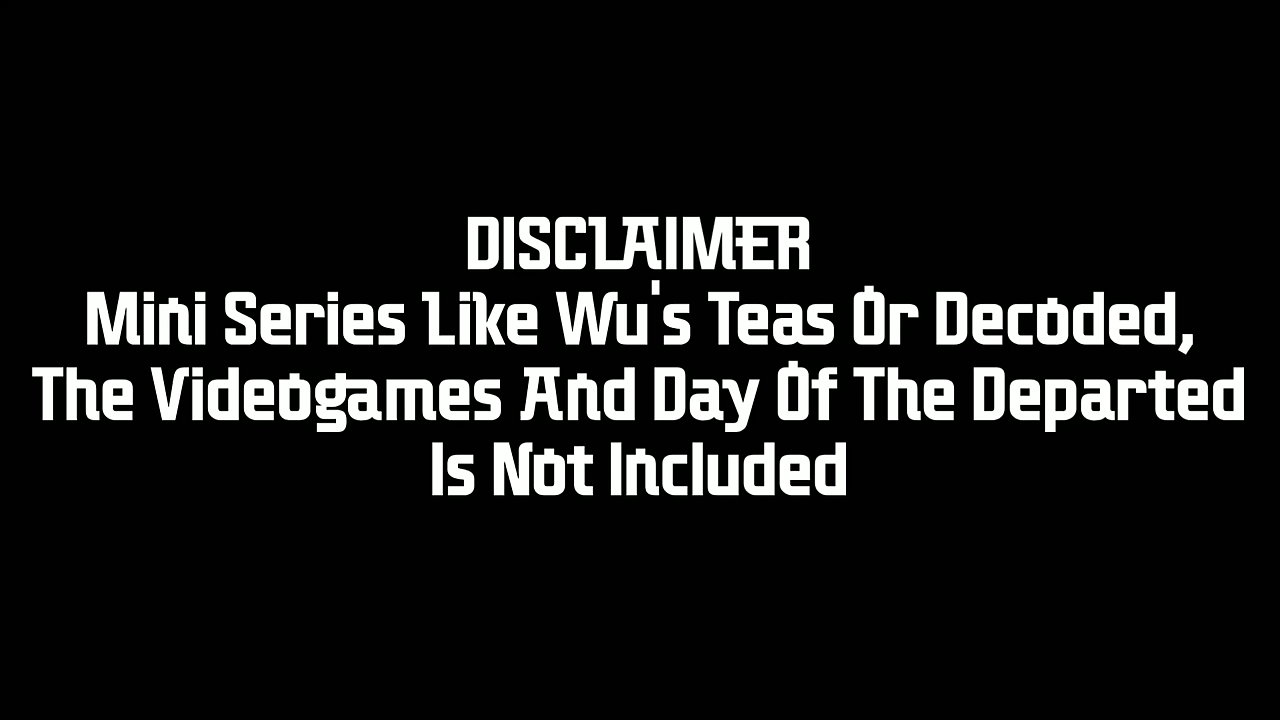 DISCLAIMER
Mini Series Like Wu's Teas Or Decoded,
The Videogames And Day Of The Departed
Is Not Included